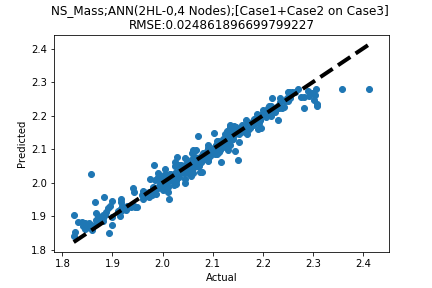 NS_Mass;ANN(2HL-0,4 Nodes);[Case1+Case2 on Case3]
RMSE:0.024861896699799227
2.4
2.3
2.2
2.1
2.0
1.9
1.8
Predicted
1.8 1.9 2.0 2.1 2.2 2.3 2.4
Actual